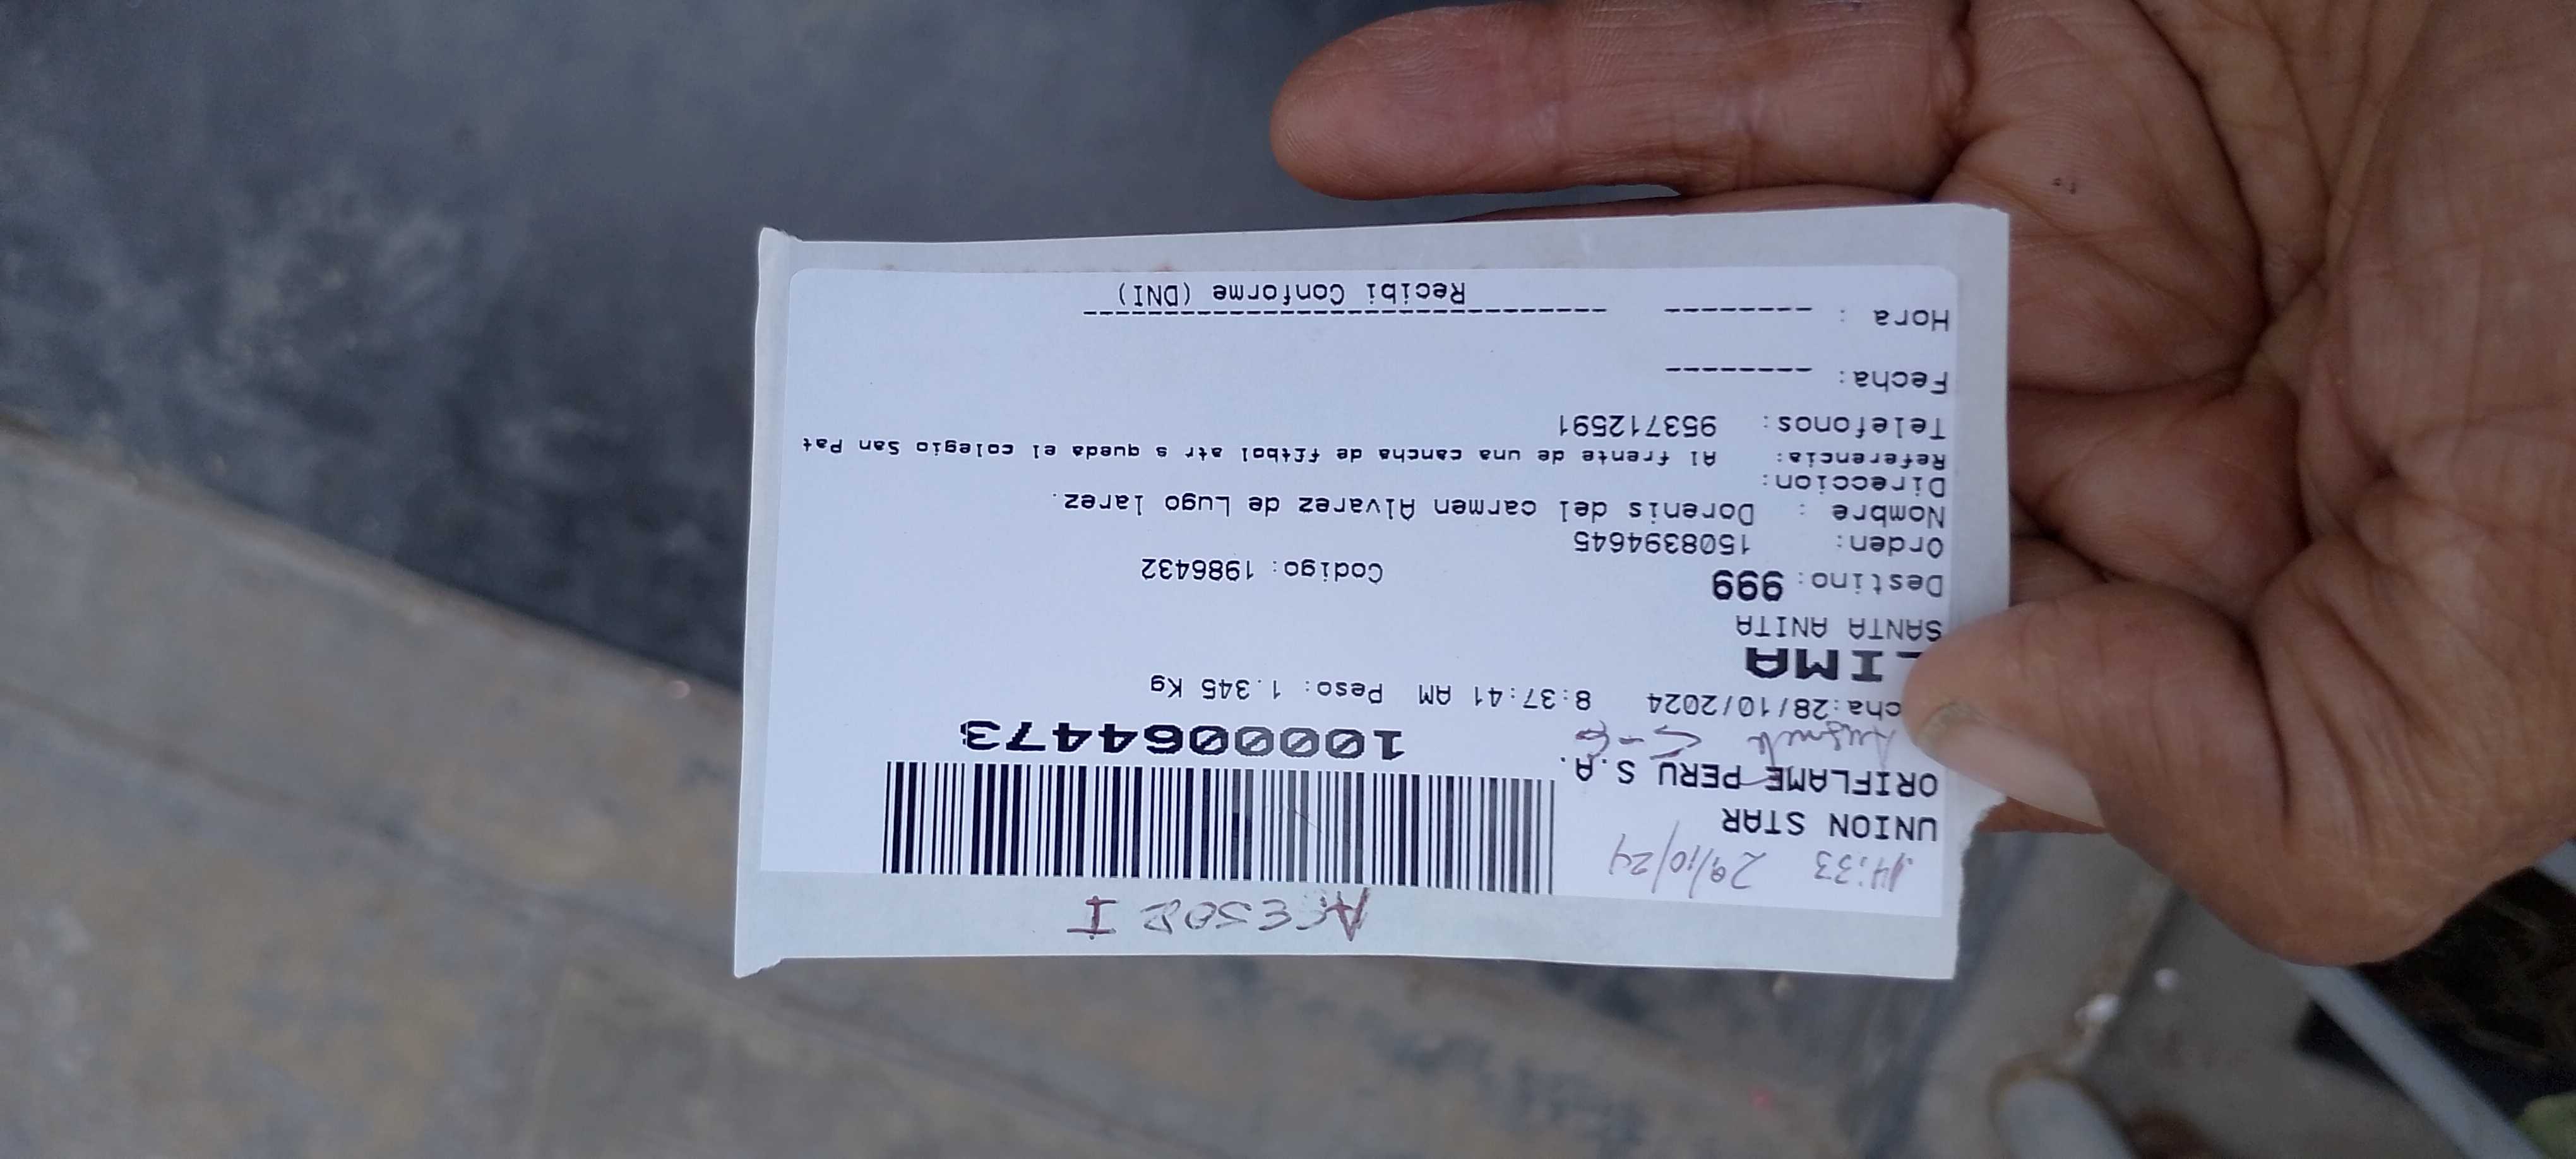 ACESOR I
14:33 29/10/24
UNION STAR
ORIFLAME PERU S.A.
1000064473
cha:28/10/2024 8:37:41 AM Peso: 1.345 Kg
LIMA
SANTA ANITA
Destino: 999 Codigo: 1986432
Orden: 1508394645
Nombre : Dorenis del carmen Alvarez de Lugo larez.
Direccion:
Referencia: Al frente de una cancha de f£tbol atr s queda el colegio San Pat
Telefonos: 953712591
Fecha: --------
Hora : --------
Recibi Conforme (DNI)